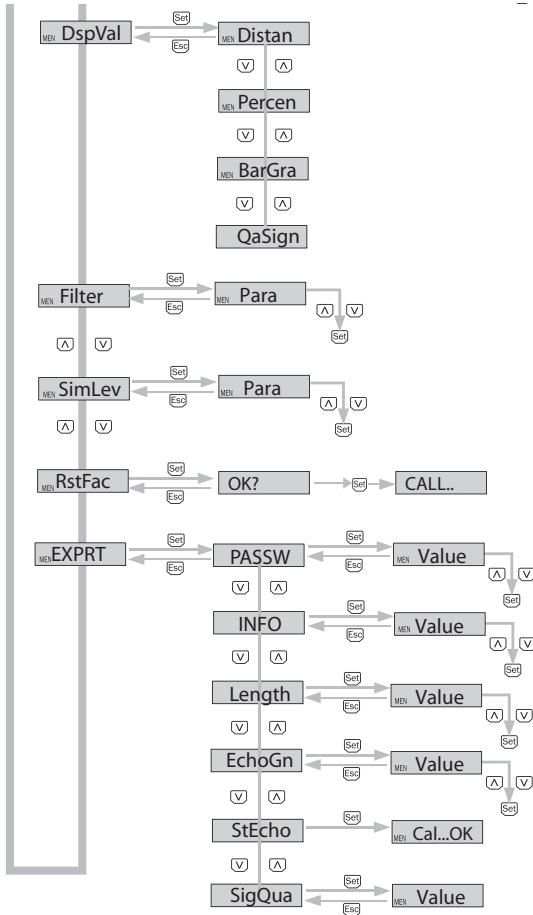 MEN DspVal Set Esc MEN Distan
V Λ
MEN Percen
V Λ
MEN BarGra
V Λ
QaSign
MEN Filter Set Esc MEN Para
Λ V
Set
Λ V
MEN SimLev Set Esc MEN Para
Λ V
Set
Λ V
MEN RstFac Set Esc OK? Set CALL..
MEN EXPRT Set Esc PASSW Set Esc MEN Value
Λ V
Set
V Λ
INFO Set Esc MEN Value
Λ V
Set
V Λ
Length Set Esc MEN Value
Λ V
Set
V Λ
EchoGn Set Esc MEN Value
Λ V
Set
V Λ
StEcho Set MEN Cal...OK
V Λ
SigQua Set Esc MEN Value